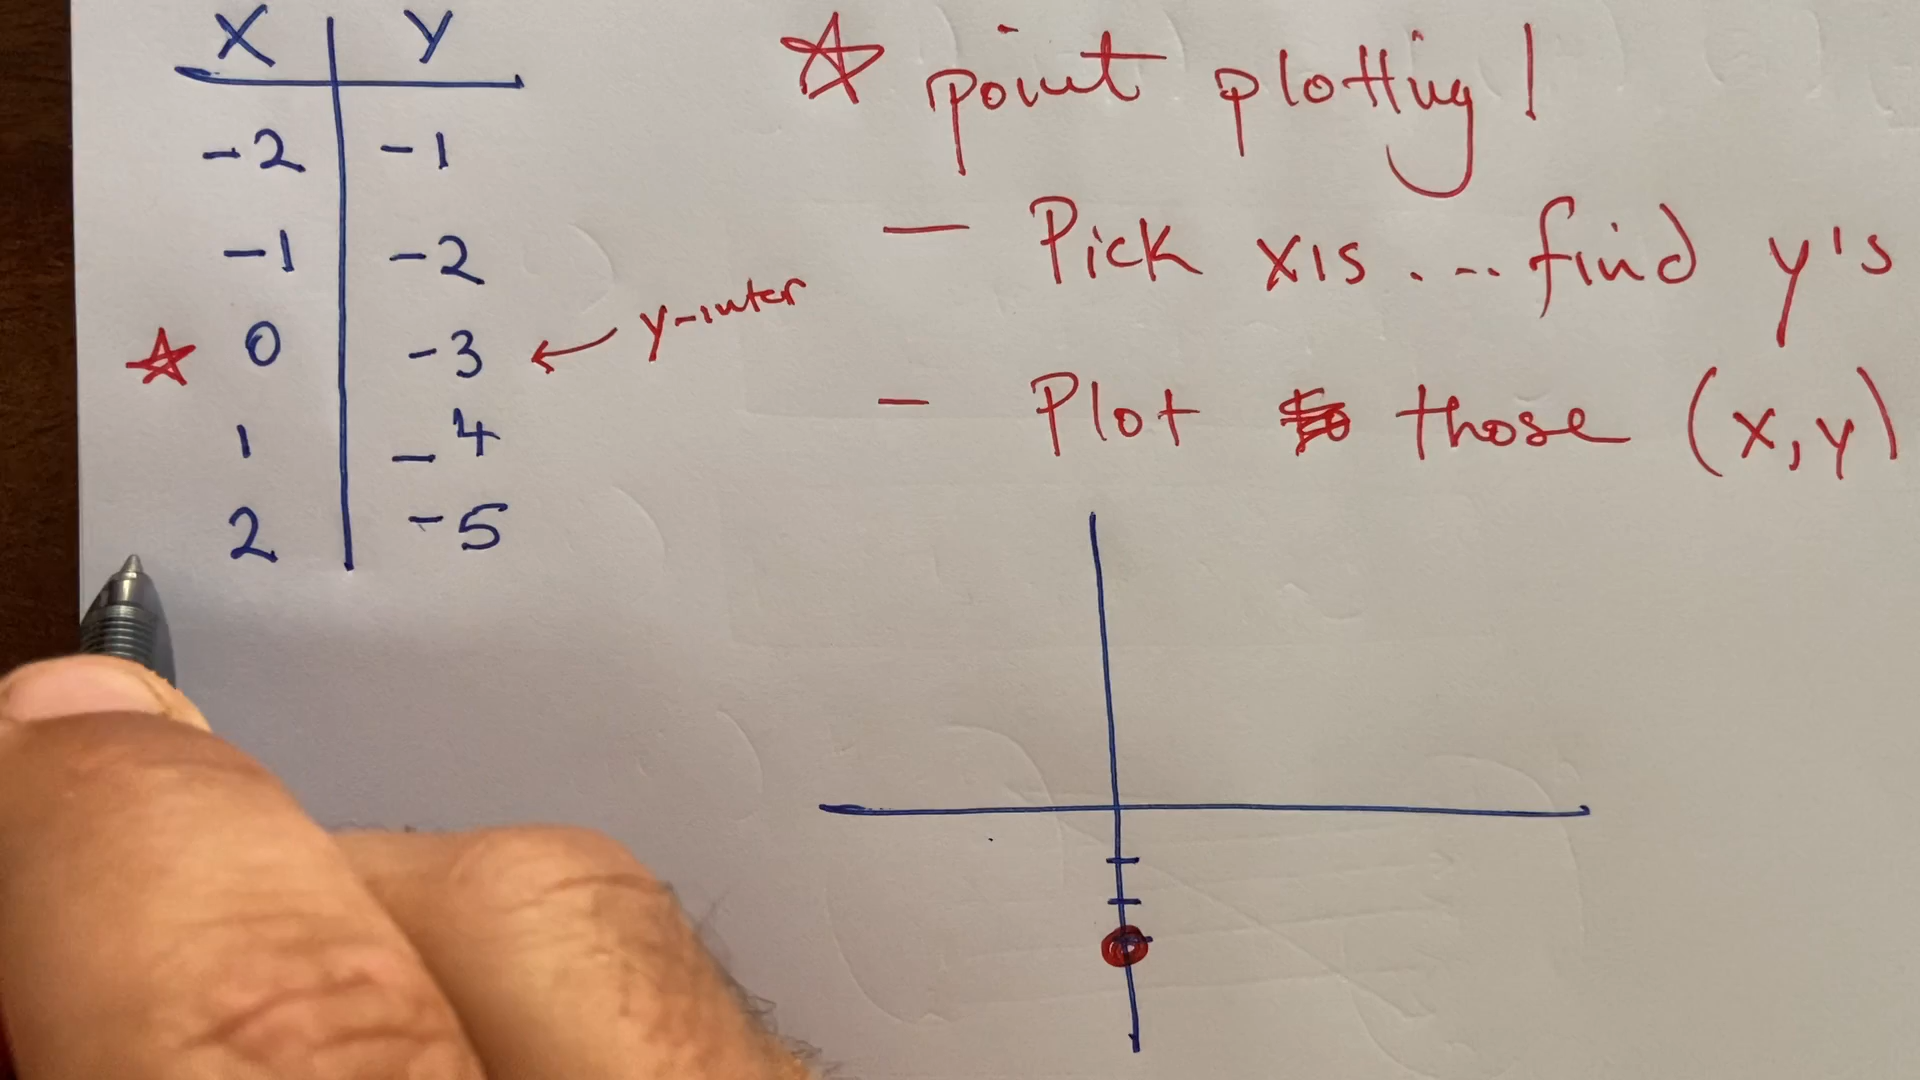 X Y
-2 -1
-1 -2
0 -3 y-inter
1 -4
2 -5
point plotting!
- Pick x's ... find y's
- Plot those (x,y)